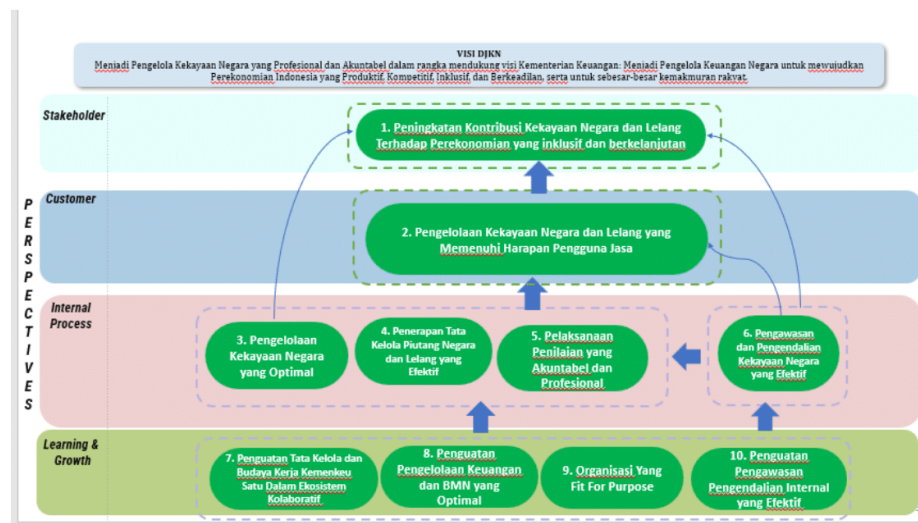 VISI DJKN
Menjadi Pengelola Kekayaan Negara yang Profesional dan Akuntabel dalam rangka mendukung visi Kementerian Keuangan: Menjadi Pengelola Keuangan Negara untuk mewujudkan
Perekonomian Indonesia yang Produktif, Kompetitif, Inklusif, dan Berkeadilan, serta untuk sebesar-besar kemakmuran rakyat.
PERSPECTIVES
Stakeholder
1. Peningkatan Kontribusi Kekayaan Negara dan Lelang
Terhadap Perekonomian yang inklusif dan berkelanjutan
Customer
2. Pengelolaan Kekayaan Negara dan Lelang yang
Memenuhi Harapan Pengguna Jasa
Internal
Process
3. Pengelolaan
Kekayaan Negara
yang Optimal
4. Penerapan Tata
Kelola Piutang Negara
dan Lelang yang
Efektif
5. Pelaksanaan
Penilaian yang
Akuntabel dan
Profesional
6. Pengawasan
dan Pengendalian
Kekayaan Negara
yang Efektif
Learning &
Growth
7. Penguatan Tata Kelola dan
Budaya Kerja Kemenkeu
Satu Dalam Ekosistem
Kolaboratif
8. Penguatan
Pengelolaan Keuangan
dan BMN yang
Optimal
9. Organisasi Yang
Fit For Purpose
10. Penguatan
Pengawasan
Pengendalian Internal
yang Efektif